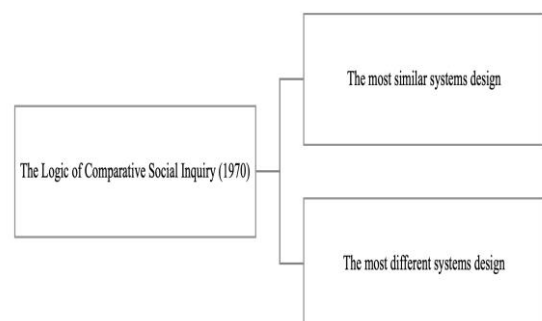 The Logic of Comparative Social Inquiry (1970)
The most similar systems design
The most different systems design